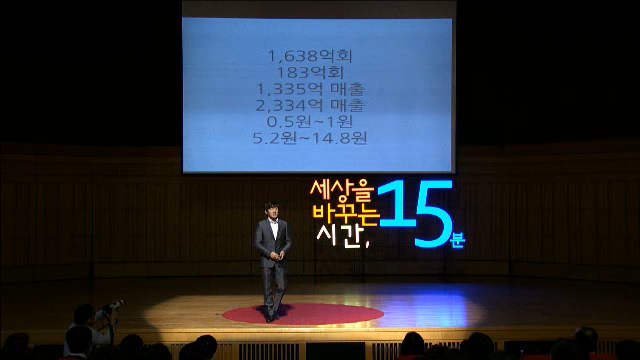 1,638억회
183억회
1,335억 매출
2,334억 매출
0.5원~1원
5.2원~14.8원
세상을
바꾸는
시간,
15분